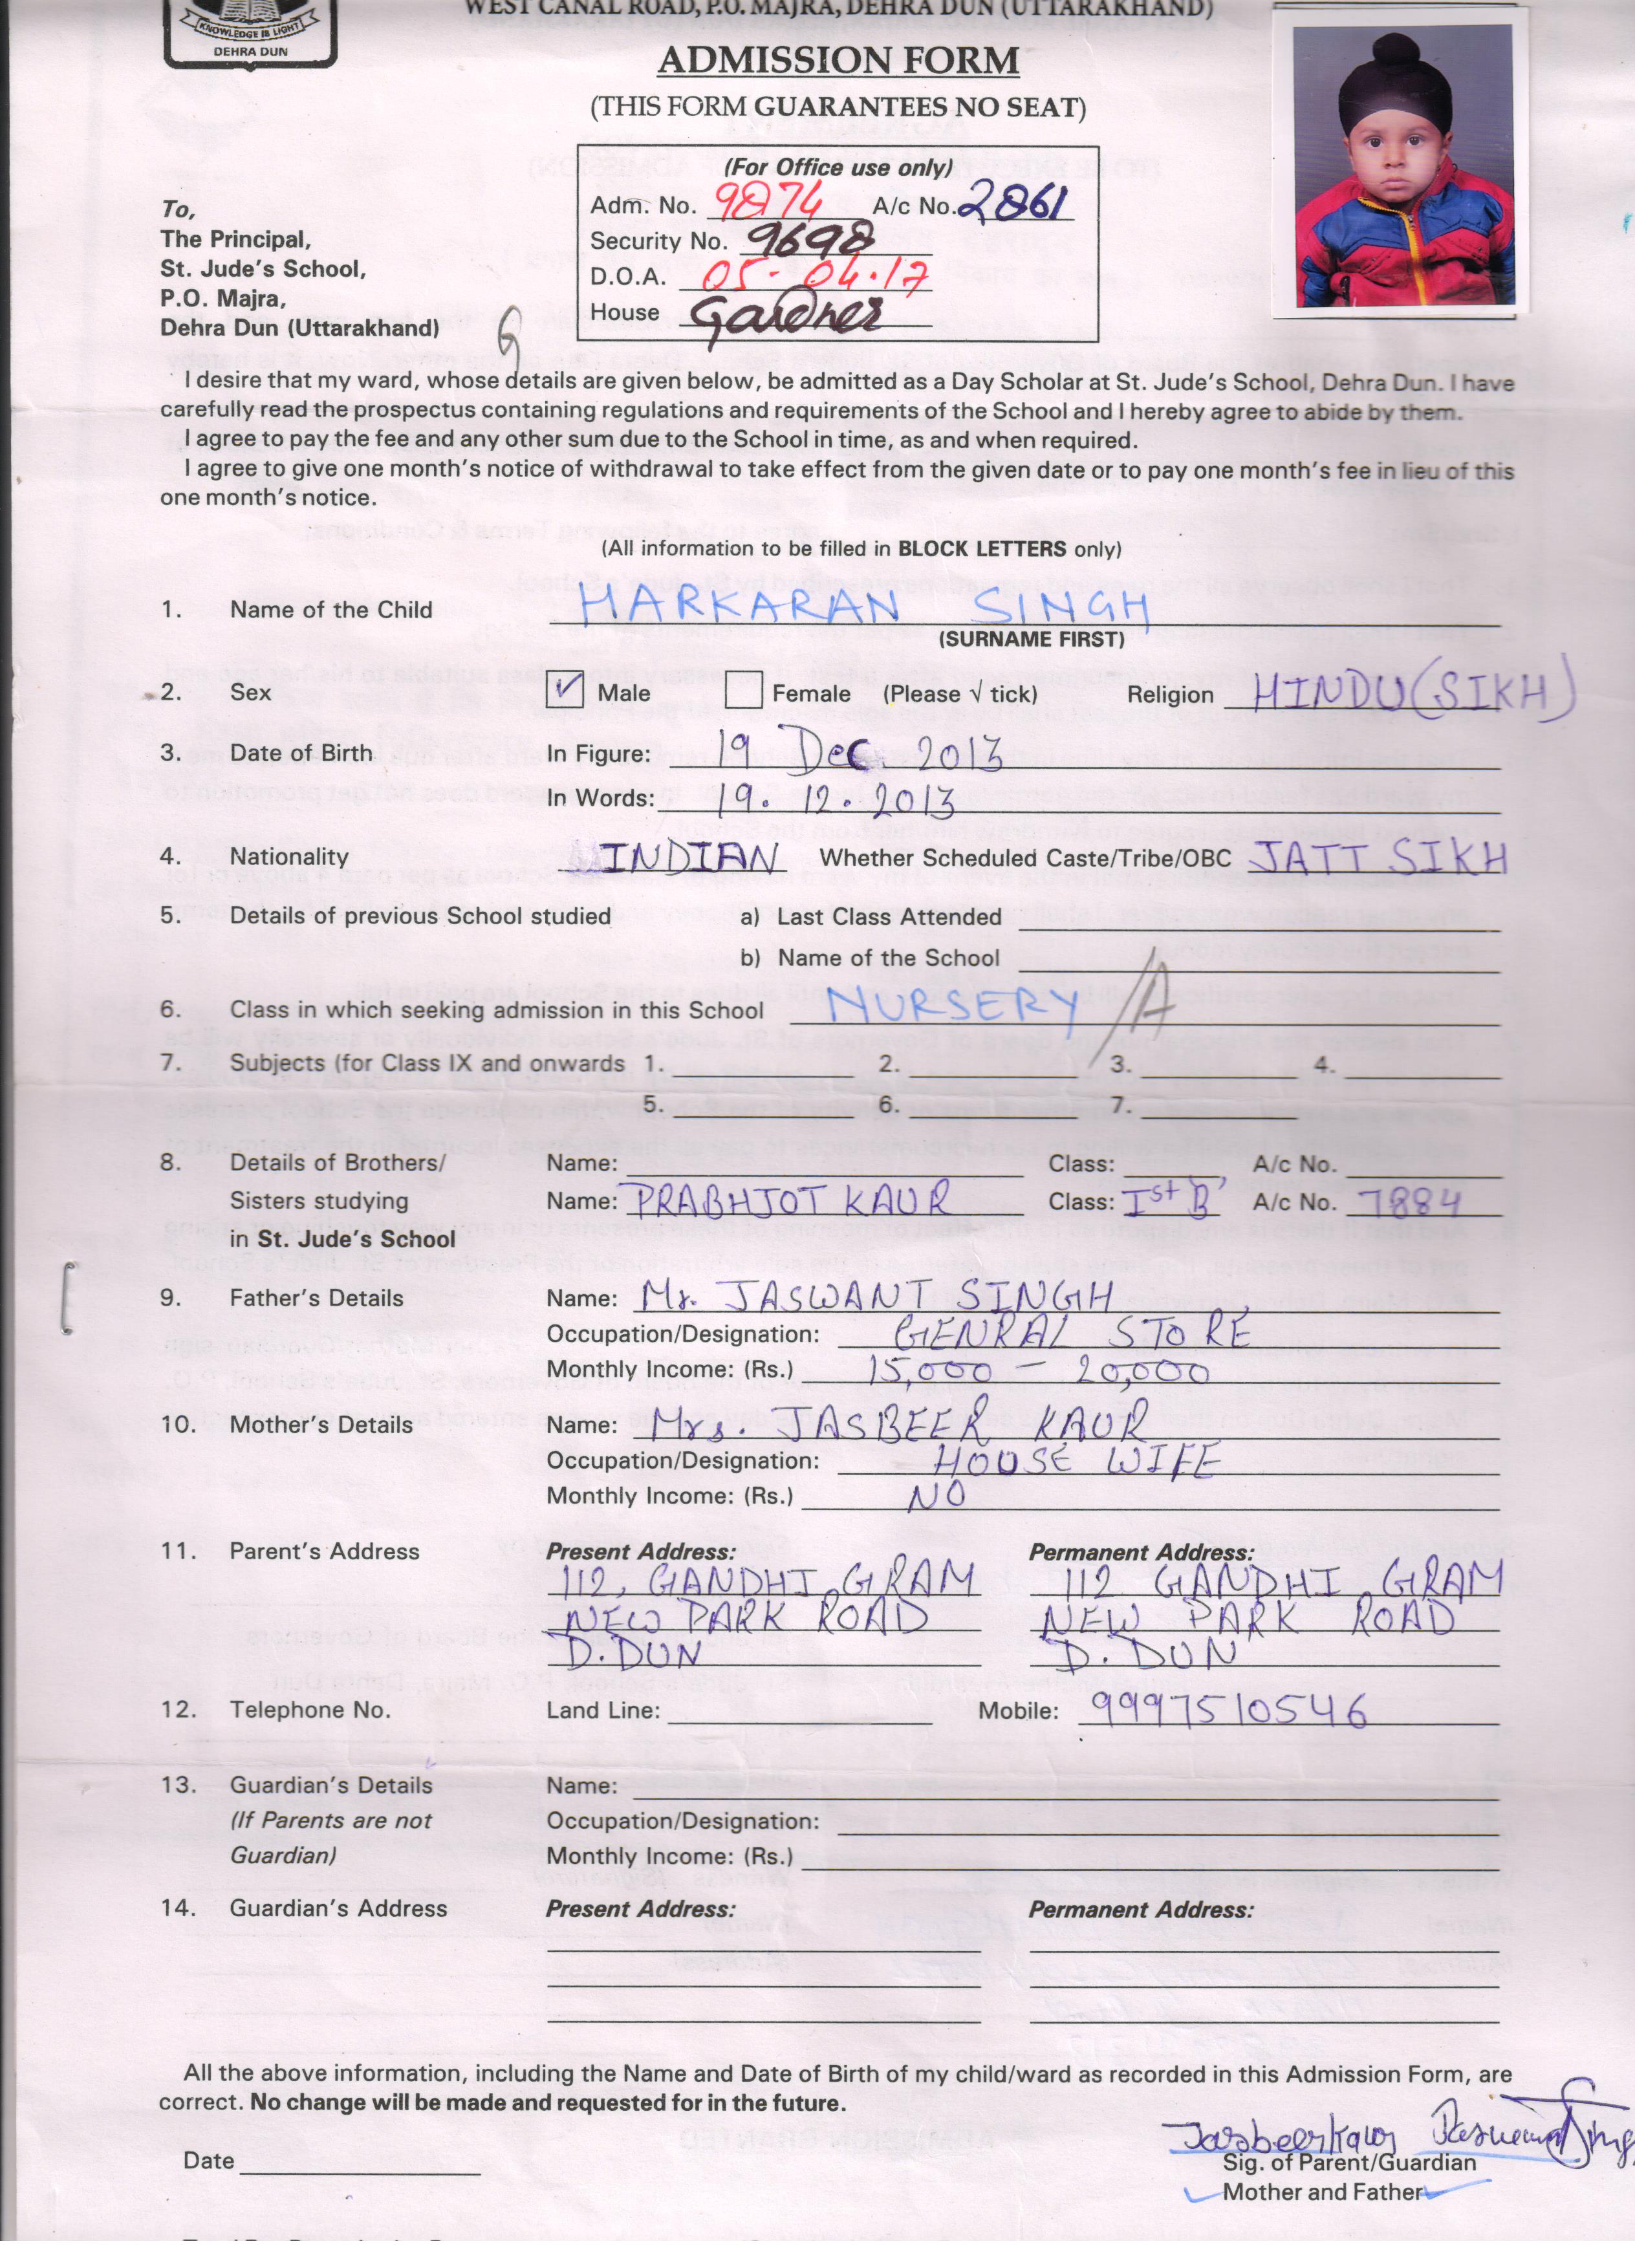 WEST CANAL ROAD, P.O. MAJRA, DEHRA DUN (UTTARAKHAND)
KNOWLEDGE IS LIGHT
DEHRA DUN
ADMISSION FORM
(THIS FORM GUARANTEES NO SEAT)
(For Office use only)
Adm. No. 9874 A/c No. 2861
Security No. 9698
D.O.A. 05-04.17
House Gardner
To,
The Principal,
St. Jude's School,
P.O. Majra,
Dehra Dun (Uttarakhand)
G
I desire that my ward, whose details are given below, be admitted as a Day Scholar at St. Jude's School, Dehra Dun. I have
carefully read the prospectus containing regulations and requirements of the School and I hereby agree to abide by them.
I agree to pay the fee and any other sum due to the School in time, as and when required.
I agree to give one month's notice of withdrawal to take effect from the given date or to pay one month's fee in lieu of this
one month's notice.
(All information to be filled in BLOCK LETTERS only)
1. Name of the Child HARKARAN SINGH
(SURNAME FIRST)
2. Sex Male Female (Please √ tick) Religion HINDU(SIKH)
3. Date of Birth In Figure: 19 Dec. 2013
In Words: 19. 12. 2013
4. Nationality INDIAN Whether Scheduled Caste/Tribe/OBC JATT SIKH
5. Details of previous School studied a) Last Class Attended
b) Name of the School
6. Class in which seeking admission in this School NURSERY /A
7. Subjects (for Class IX and onwards 1. 2. 3. 4.
5. 6. 7.
8. Details of Brothers/ Name: Class: A/c No.
Sisters studying Name: PRABHJOT KAUR Class: Ist B' A/c No. 7884
in St. Jude's School
9. Father's Details Name: Mr. JASWANT SINGH
Occupation/Designation: GENRAL STORE
Monthly Income: (Rs.) 15,000 - 20,000
10. Mother's Details Name: Mrs. JASBEER KAUR
Occupation/Designation: HOUSE WIFE
Monthly Income: (Rs.) NO
11. Parent's Address Present Address: Permanent Address:
112, GANDHI GRAM 112 GANDHI GRAM
NEW PARK ROAD NEW PARK ROAD
D.DUN D. DUN
12. Telephone No. Land Line: Mobile: 9997510546
13. Guardian's Details Name:
(If Parents are not Occupation/Designation:
Guardian) Monthly Income: (Rs.)
14. Guardian's Address Present Address: Permanent Address:
All the above information, including the Name and Date of Birth of my child/ward as recorded in this Admission Form, are
correct. No change will be made and requested for in the future.
Jasbeerkaur
Date Sig. of Parent/Guardian
Mother and Father